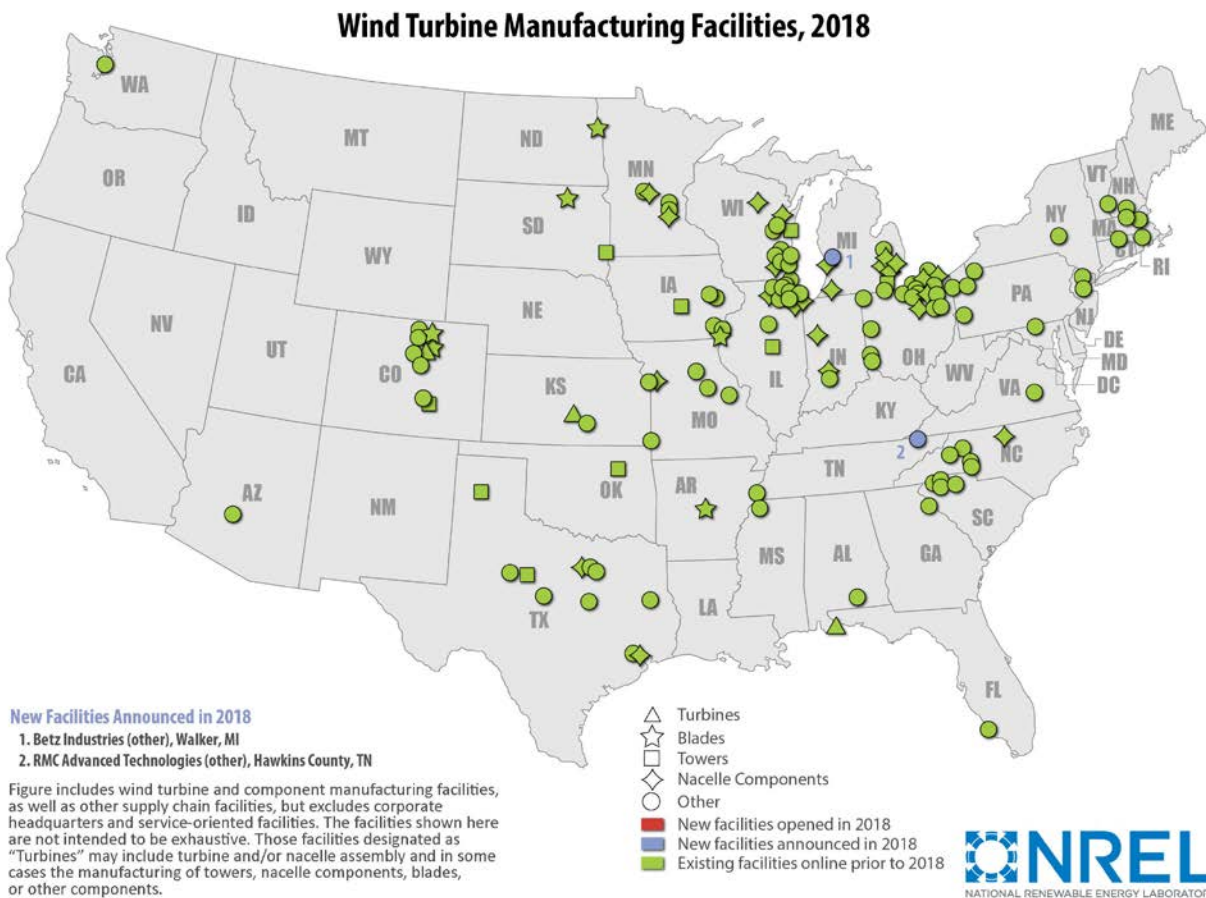 Wind Turbine Manufacturing Facilities, 2018
WA
MT
ND
MN
ME
OR
ID
SD
WI
MI
VT
NH
NY
MA
CT
RI
WY
IA
NE
PA
NJ
NV
UT
CO
CA
KS
MO
IL
IN
OH
WV
VA
DE
MD
DC
KY
TN
NC
AZ
NM
OK
AR
SC
MS
AL
GA
TX
LA
FL
1
2
New Facilities Announced in 2018
1. Betz Industries (other), Walker, MI
2. RMC Advanced Technologies (other), Hawkins County, TN
Figure includes wind turbine and component manufacturing facilities,
as well as other supply chain facilities, but excludes corporate
headquarters and service-oriented facilities. The facilities shown here
are not intended to be exhaustive. Those facilities designated as
“Turbines” may include turbine and/or nacelle assembly and in some
cases the manufacturing of towers, nacelle components, blades,
or other components.
Turbines
Blades
Towers
Nacelle Components
Other
New facilities opened in 2018
New facilities announced in 2018
Existing facilities online prior to 2018
NREL
NATIONAL RENEWABLE ENERGY LABORATOR